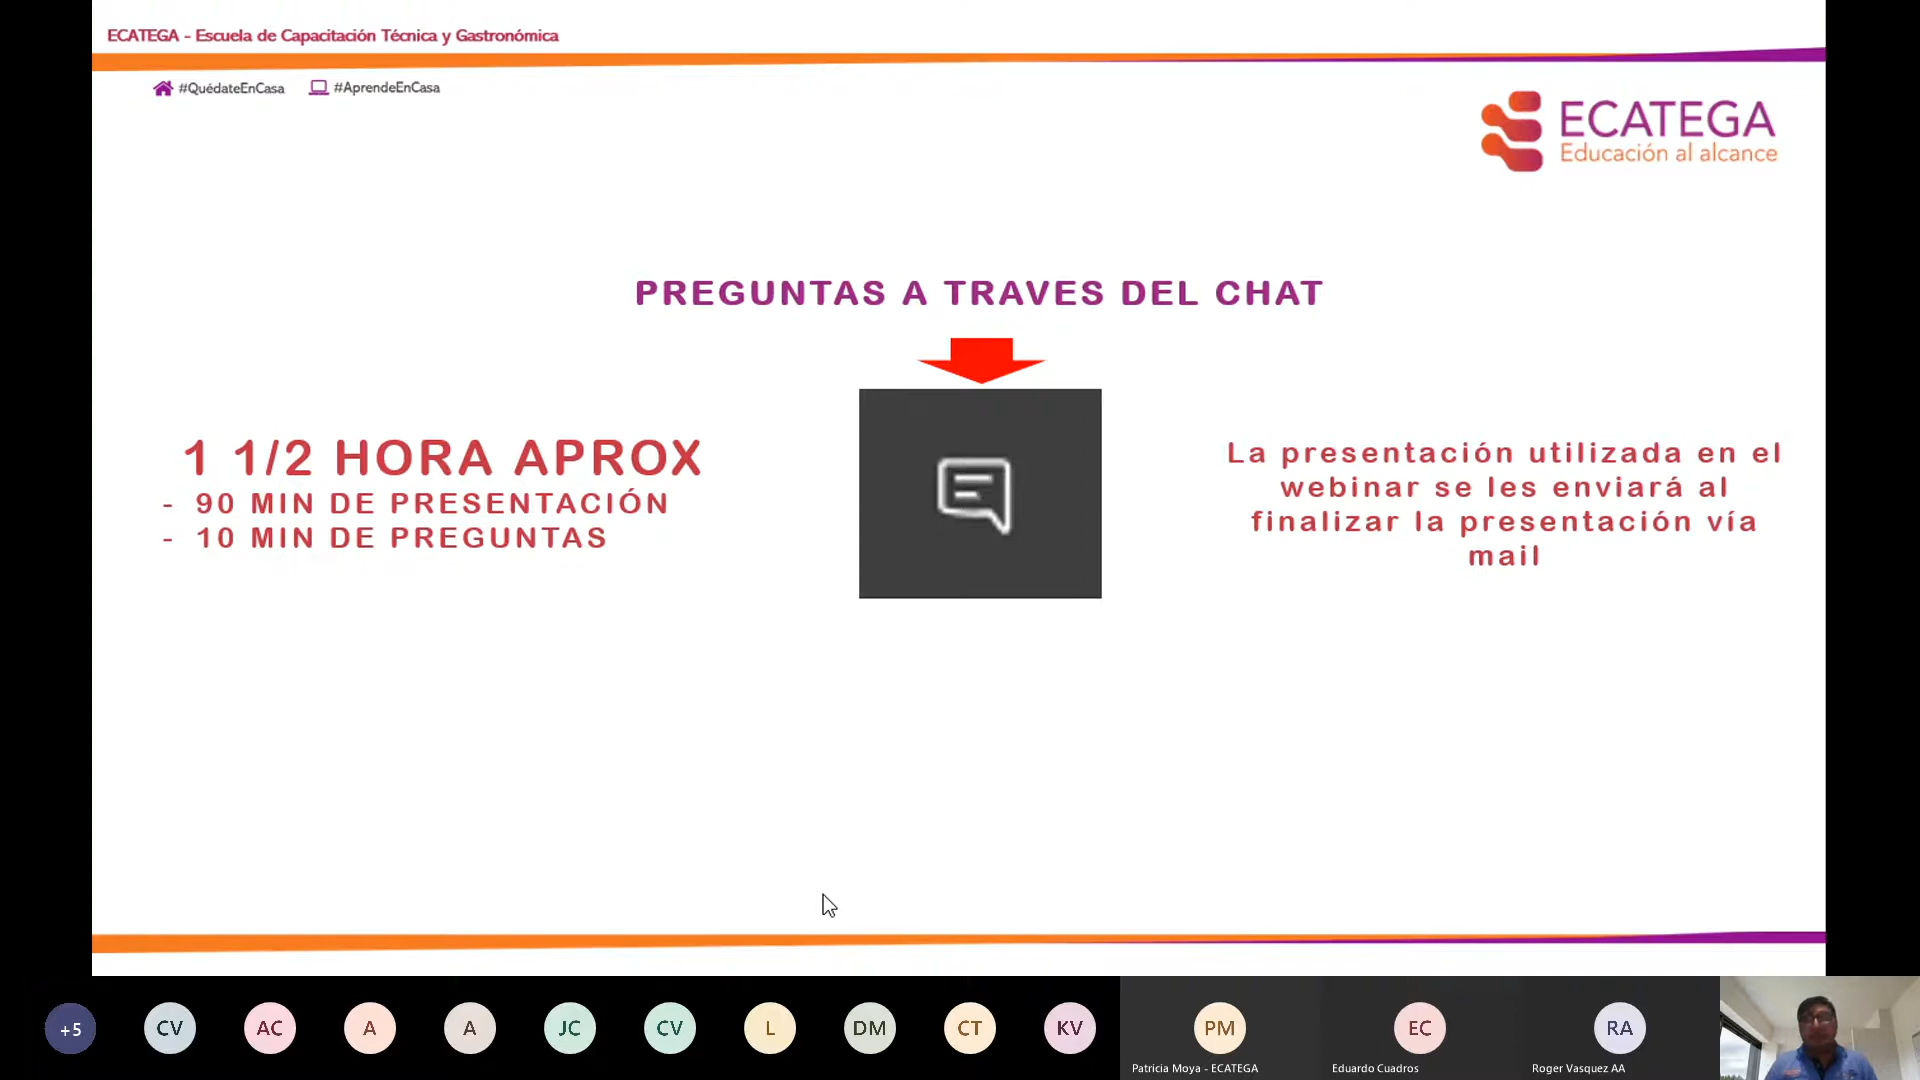 ECATEGA - Escuela de Capacitación Técnica y Gastronómica
#QuédateEnCasa #AprendeEnCasa
ECATEGA
Educación al alcance
PREGUNTAS A TRAVES DEL CHAT
1 1/2 HORA APROX
- 90 MIN DE PRESENTACIÓN
- 10 MIN DE PREGUNTAS
La presentación utilizada en el
webinar se les enviará al
finalizar la presentación vía
mail
+5 CV AC A A JC CV L DM CT KV PM EC RA
Patricia Moya - ECATEGA Eduardo Cuadros Roger Vasquez AA